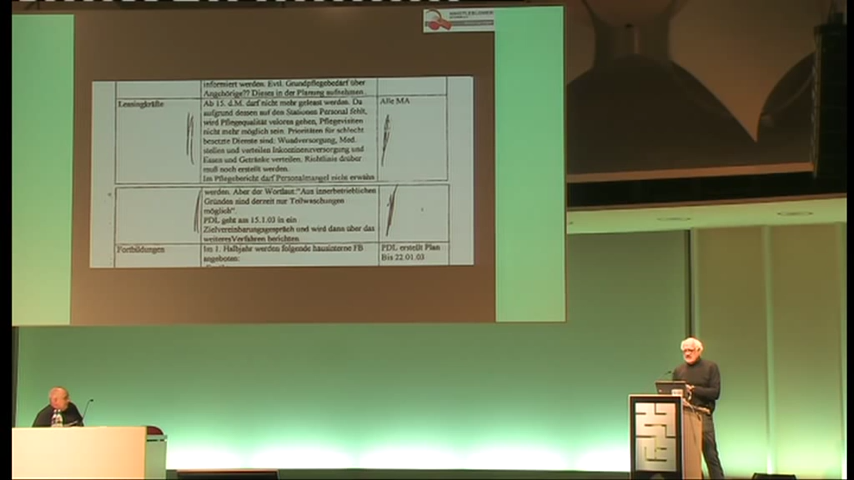 WHISTLEBLOWER
informiert werden. Evtl. Grundpflegebedarf über
Angehörige?? Dieses in der Planung aufnehmen.
Leasingkräfte
Ab 15. d.M. darf nicht mehr geleast werden. Da
aufgrund dessen auf den Stationen Personal fehlt,
wird Pflegequalität verloren gehen, Pflegevisiten
nicht mehr möglich sein. Prioritäten für schlecht
besetzte Dienste sind: Wundversorgung, Med.
stellen und verteilen Inkontinenzversorgung und
Essen und Getränke verteilen. Richtlinie drüber
muß noch erstellt werden.
Im Pflegebericht darf Personalmangel nicht erwähn
Alle MA
werden. Aber der Wortlaut:"Aus innerbetrieblichen
Gründen sind derzeit nur Teilwaschungen
möglich".
PDL geht am 15.1.03 in ein
Zielvereinbarungsgespräch und wird dann über das
weiteresVerfahren berichten.
Fortbildungen
Im 1. Halbjahr werden folgende hausinterne FB
angeboten:
PDL erstellt Plan
Bis 22.01.03